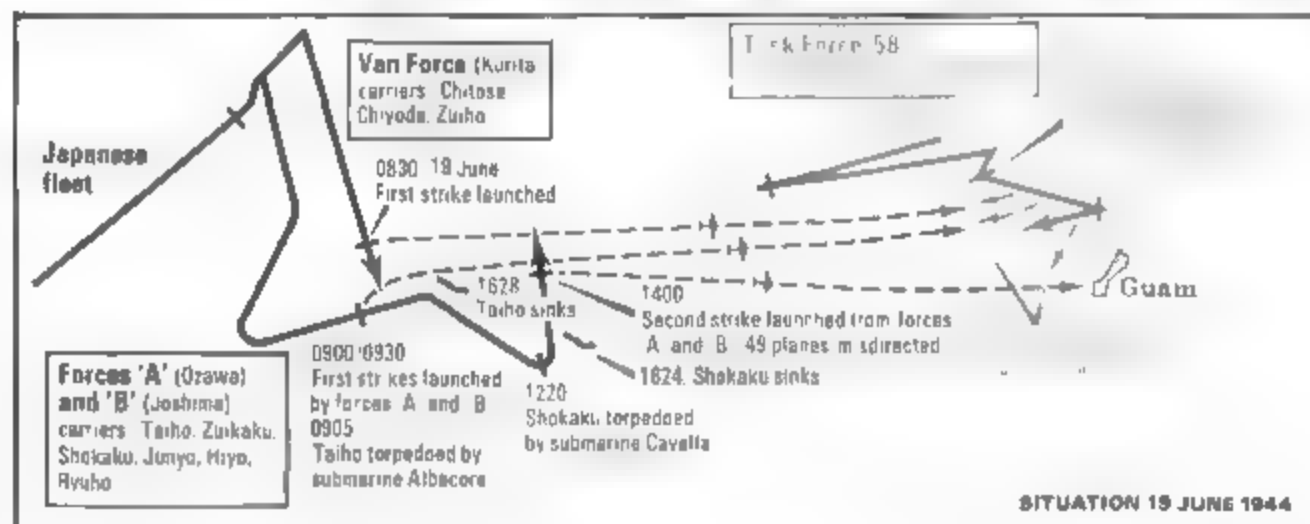 Van Force (Kurita
carriers Chitose
Chiyoda, Zuiho
Task Force 58
Japanese
fleet
0830 19 June
First strike launched
1628
Taiho sinks
1400
Second strike launched from forces
A and B 49 planes misdirected
Guam
1624. Shokaku sinks
Forces 'A' (Ozawa)
and 'B' (Joshima)
carriers Taiho, Zuikaku,
Shokaku, Junyo, Hiyo,
Ryuho
0900/0930
First strikes launched
by forces A and B
0905
Taiho torpedoed by
submarine Albacore
1220
Shokaku torpedoed
by submarine Cavalla
SITUATION 19 JUNE 1944